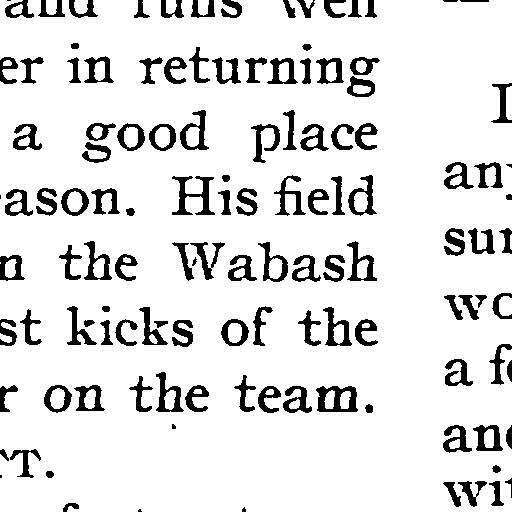 and runs well
er in returning
a good place
eason. His field
n the Wabash
st kicks of the
r on the team.
TT.
any
sur
wo
a fo
and
wit